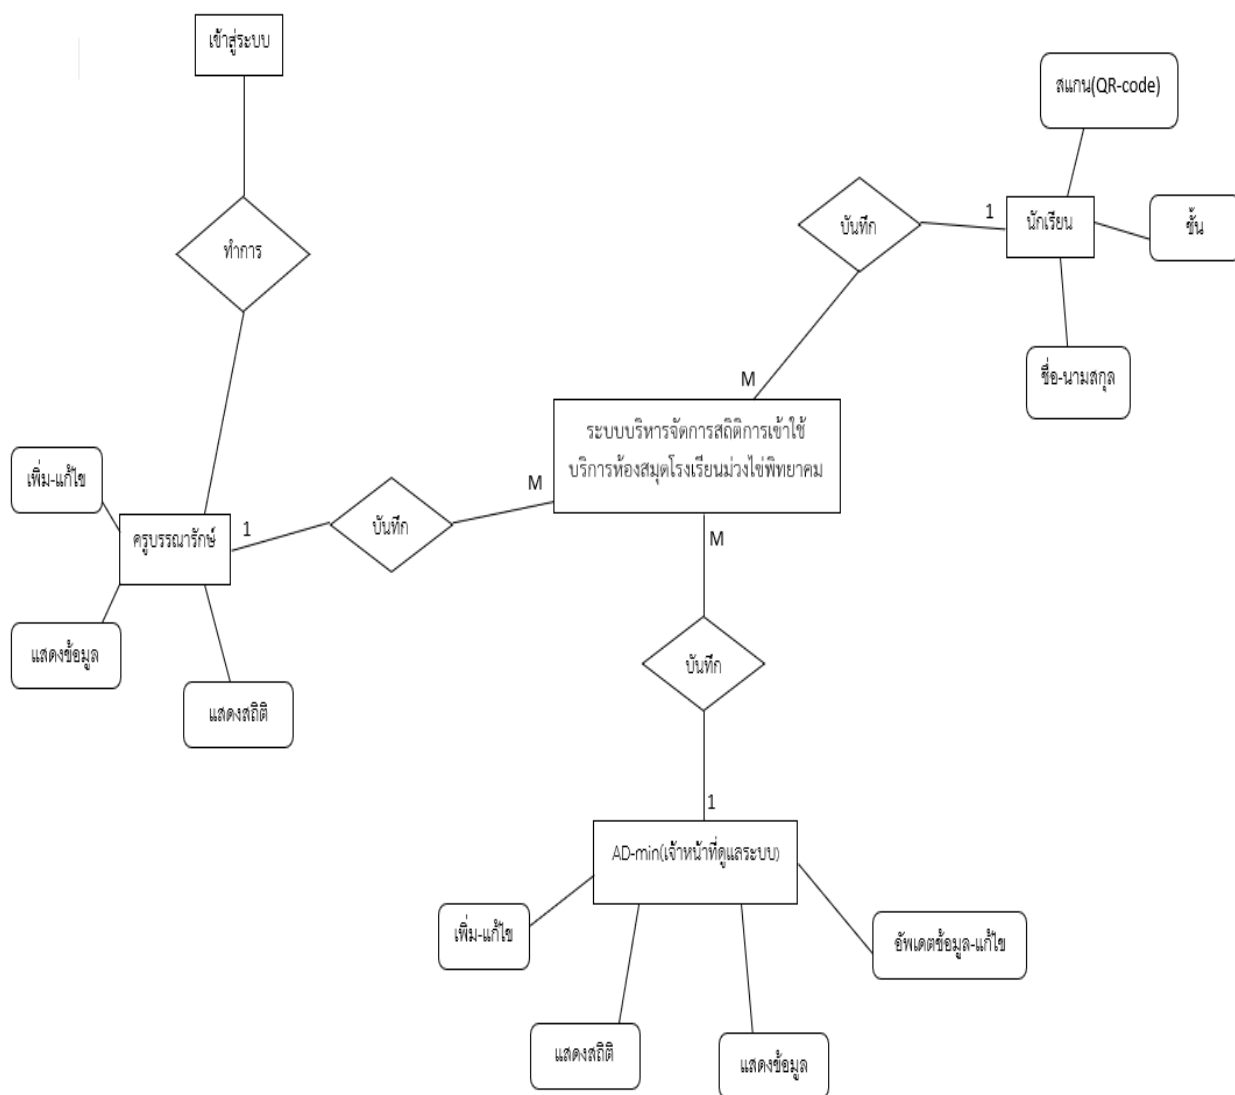 เข้าสู่ระบบ
สแกน(QR-code)
ทำการ
บันทึก
1
นักเรียน
ชั้น
ชื่อ-นามสกุล
M
ระบบบริหารจัดการสถิติการเข้าใช้
บริการห้องสมุดโรงเรียนม่วงไข่พิทยาคม
เพิ่ม-แก้ไข
ครูบรรณารักษ์
1
บันทึก
M
M
แสดงข้อมูล
แสดงสถิติ
บันทึก
1
AD-min(เจ้าหน้าที่ดูแลระบบ)
เพิ่ม-แก้ไข
อัพเดตข้อมูล-แก้ไข
แสดงสถิติ
แสดงข้อมูล